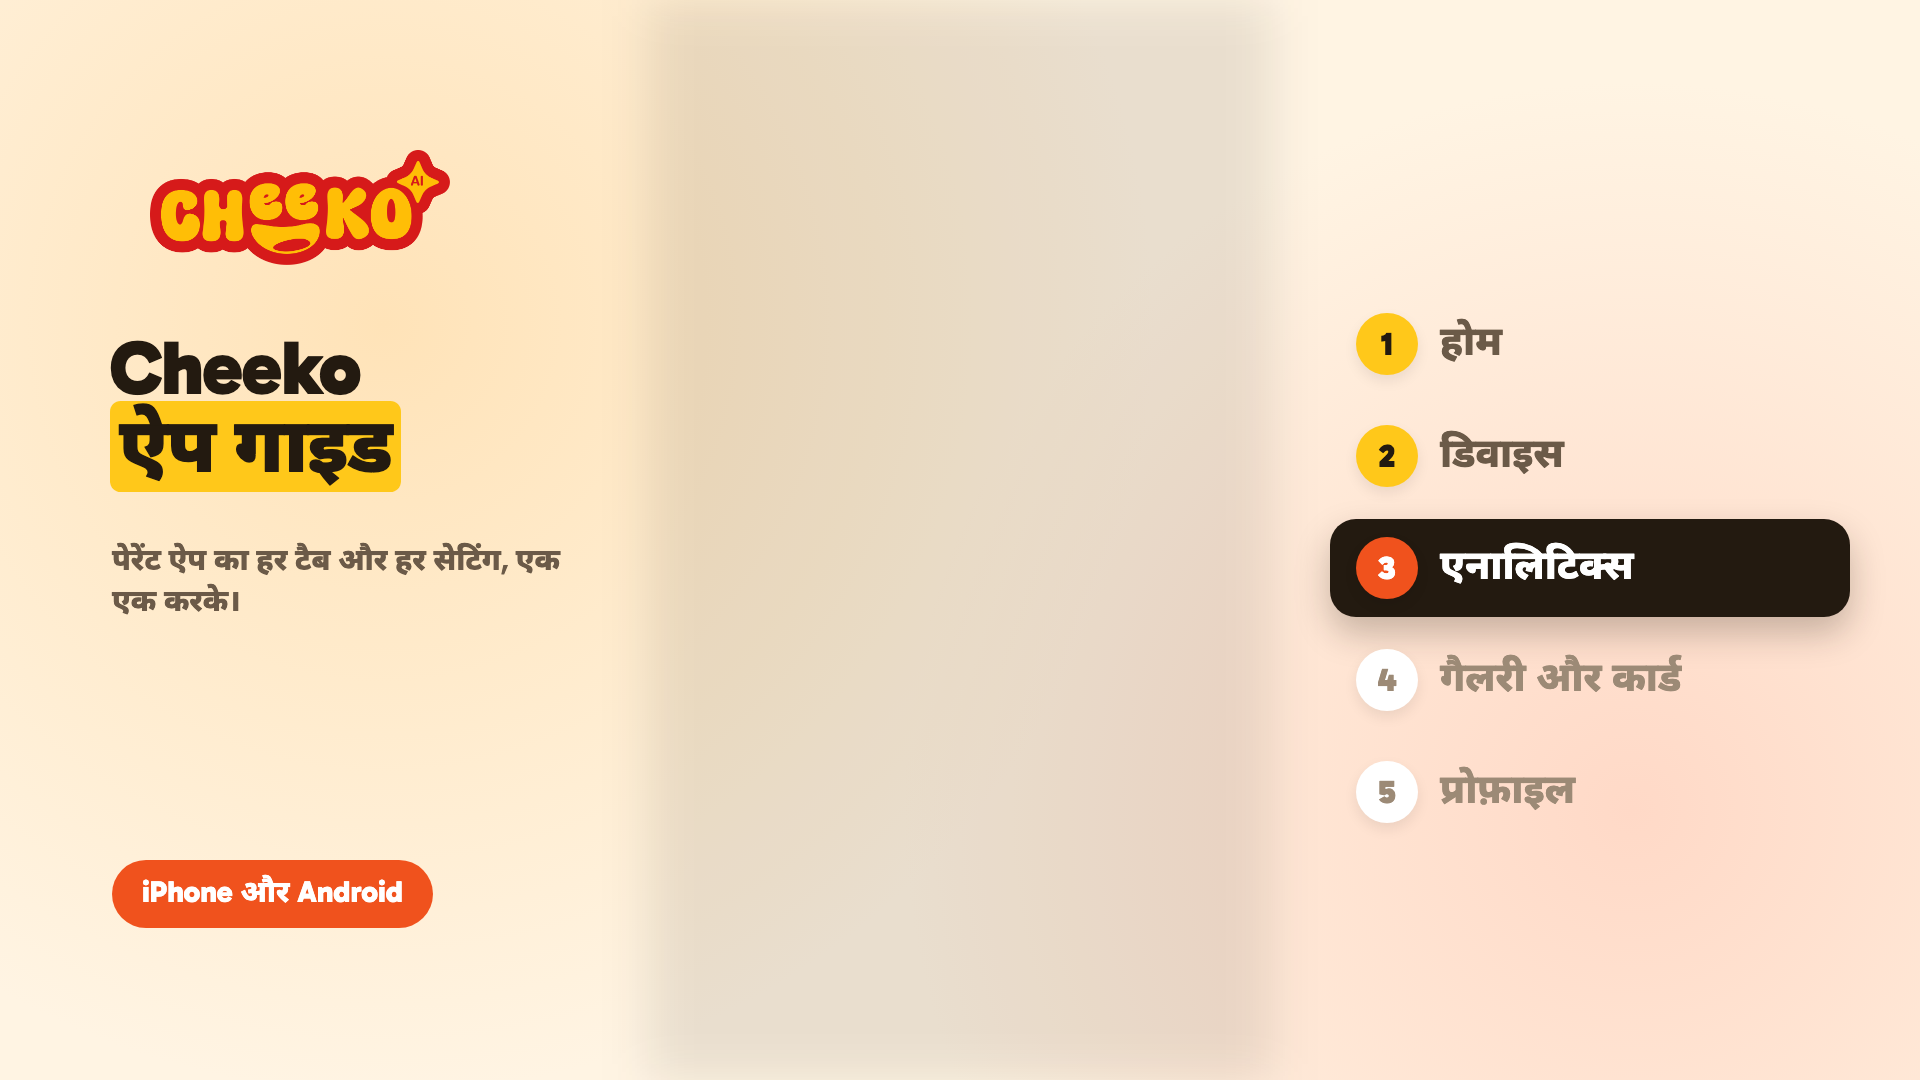 CHeeKO AI
Cheeko
ऐप गाइड
पेरेंट ऐप का हर टैब और हर सेटिंग, एक
एक करके।
iPhone और Android
1 होम
2 डिवाइस
3 एनालिटिक्स
4 गैलरी और कार्ड
5 प्रोफ़ाइल